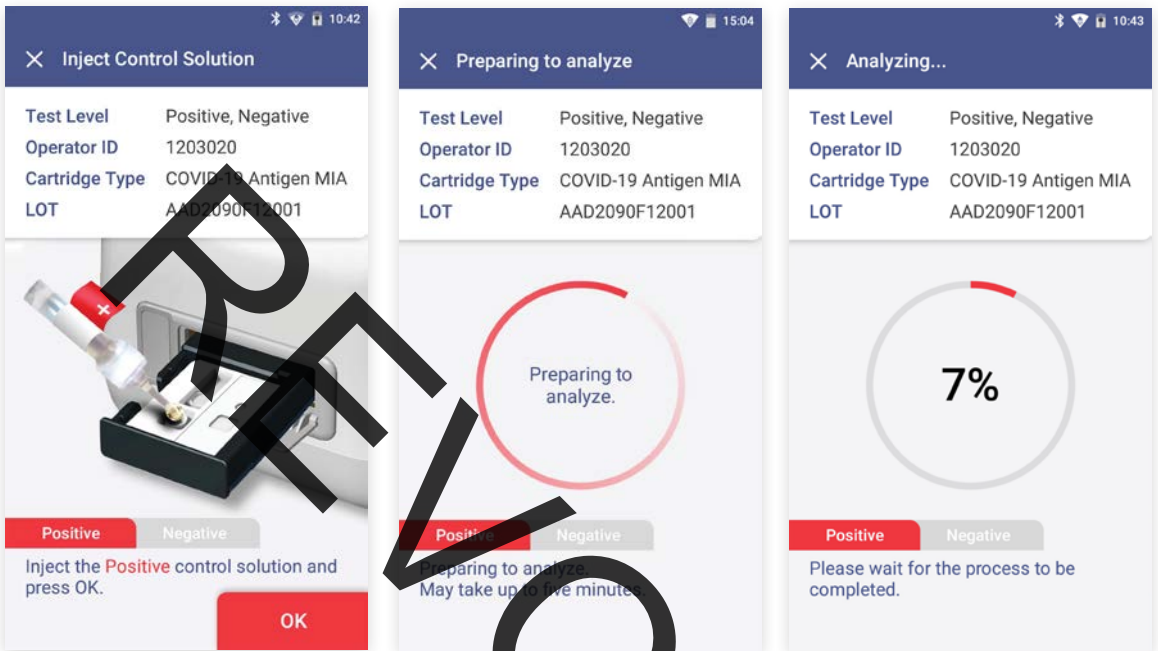 10:42
Inject Control Solution
Test Level Positive, Negative
Operator ID 1203020
Cartridge Type COVID-19 Antigen MIA
LOT AAD2090F12001
+
Positive Negative
Inject the Positive control solution and
press OK.
OK
15:04
Preparing to analyze
Test Level Positive, Negative
Operator ID 1203020
Cartridge Type COVID-19 Antigen MIA
LOT AAD2090F12001
Preparing to
analyze.
Positive Negative
Preparing to analyze.
May take up to five minutes.
10:43
Analyzing...
Test Level Positive, Negative
Operator ID 1203020
Cartridge Type COVID-19 Antigen MIA
LOT AAD2090F12001
7%
Positive Negative
Please wait for the process to be
completed.
REVO